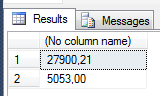 Results Messages
(No column name)
1 27900,21
2 5053,00